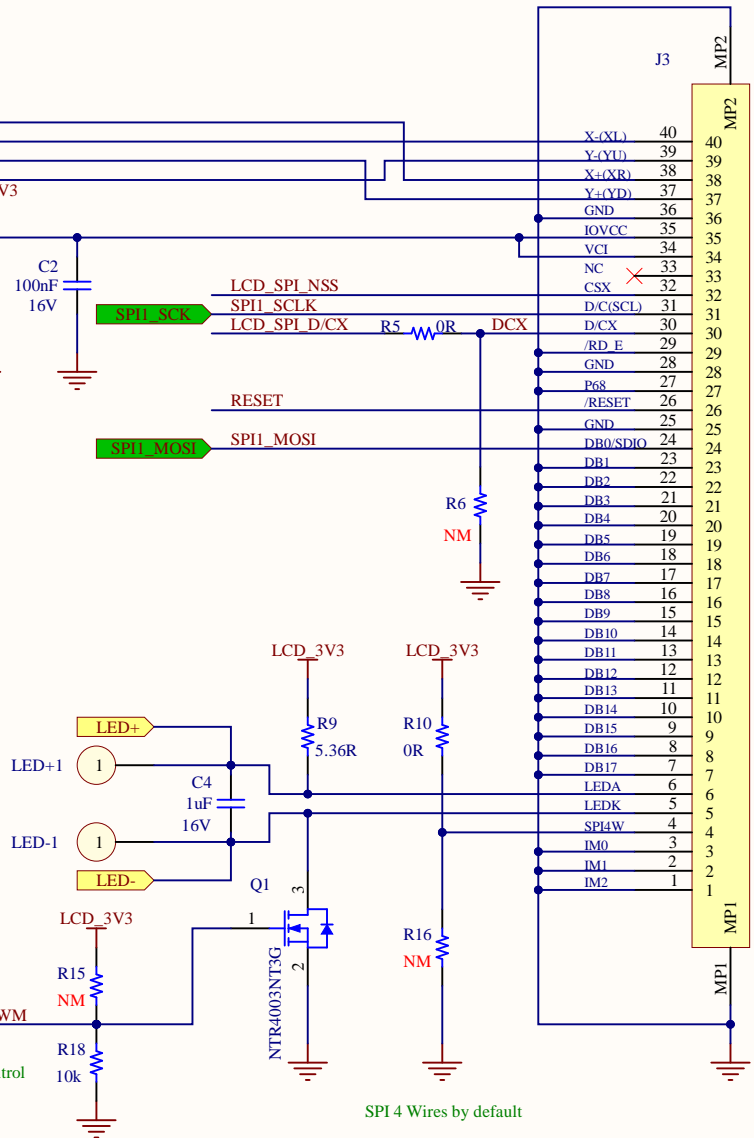 J3
MP2
MP2
X-(XL) 40 40
Y-(YU) 39 39
X+(XR) 38 38
Y+(YD) 37 37
V3
GND 36 36
IOVCC 35 35
VCI 34 34
NC 33 33
C2
100nF
16V
LCD_SPI_NSS CSX 32 32
SPI1_SCK SPI1_SCLK D/C(SCL) 31 31
LCD_SPI_D/CX R5 0R DCX D/CX 30 30
/RD_E 29 29
GND 28 28
P68 27 27
RESET /RESET 26 26
GND 25 25
SPI1_MOSI SPI1_MOSI DB0/SDIO 24 24
DB1 23 23
DB2 22 22
R6
NM
DB3 21 21
DB4 20 20
DB5 19 19
DB6 18 18
DB7 17 17
DB8 16 16
DB9 15 15
DB10 14 14
LCD_3V3 LCD_3V3
DB11 13 13
DB12 12 12
DB13 11 11
DB14 10 10
LED+
R9
5.36R
R10
0R
DB15 9 9
DB16 8 8
LED+1 1
DB17 7 7
C4
1uF
16V
LEDA 6 6
LEDK 5 5
SPI4W 4 4
LED-1 1
IM0 3 3
IM1 2 2
IM2 1 1
LED-
Q1
3
1
2
NTR4003NT3G
LCD_3V3
MP1
MP1
R15
NM
R16
NM
WM
R18
10k
trol
SPI 4 Wires by default